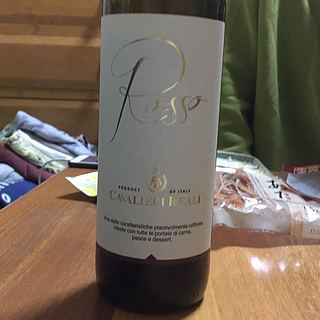 Rosso
PRODUCT OF ITALY
CAVALIERI REALI
Vino dalle caratteristiche piacevolmente raffinate,
ideale con tutte le portate di carne,
pesce e dessert.